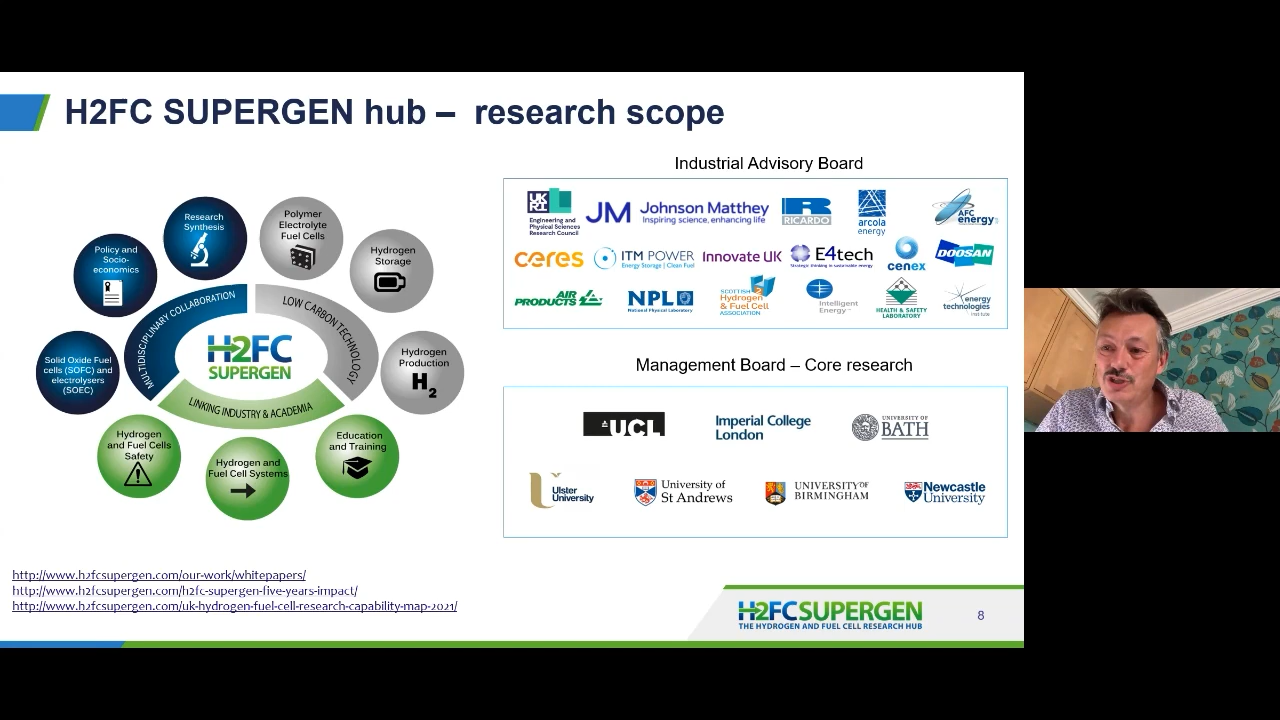 H2FC SUPERGEN hub – research scope
Research
Synthesis
Polymer
Electrolyte
Fuel Cells
Policy and
Socio-
economics
Hydrogen
Storage
MULTIDISCIPLINARY COLLABORATION
LOW CARBON TECHNOLOGY
LINKING INDUSTRY & ACADEMIA
H2FC
SUPERGEN
Solid Oxide Fuel
cells (SOFC) and
electrolysers
(SOEC)
Hydrogen
Production
H2
Hydrogen
and Fuel Cells
Safety
Hydrogen and
Fuel Cell Systems
Education
and Training
Industrial Advisory Board
UK
RI
Engineering and
Physical Sciences
Research Council
JM Johnson Matthey
Inspiring science, enhancing life
R
RICARDO
arcola
energy
AFC
energy
ceres
ITM POWER
Energy Storage | Clean Fuel
Innovate UK
E4tech
Strategic thinking in sustainable energy
cenex
DOOSAN
AIR
PRODUCTS
NPL
National Physical Laboratory
SCOTTISH
Hydrogen
& Fuel Cell
ASSOCIATION
Intelligent
Energy
HEALTH & SAFETY
LABORATORY
energy
technologies
institute
Management Board – Core research
UCL
Imperial College
London
UNIVERSITY OF
BATH
Ulster
University
University of
St Andrews
UNIVERSITY OF
BIRMINGHAM
Newcastle
University
http://www.h2fcsupergen.com/our-work/whitepapers/
http://www.h2fcsupergen.com/h2fc-supergen-five-years-impact/
http://www.h2fcsupergen.com/uk-hydrogen-fuel-cell-research-capability-map-2021/
H2FCSUPERGEN
THE HYDROGEN AND FUEL CELL RESEARCH HUB
8